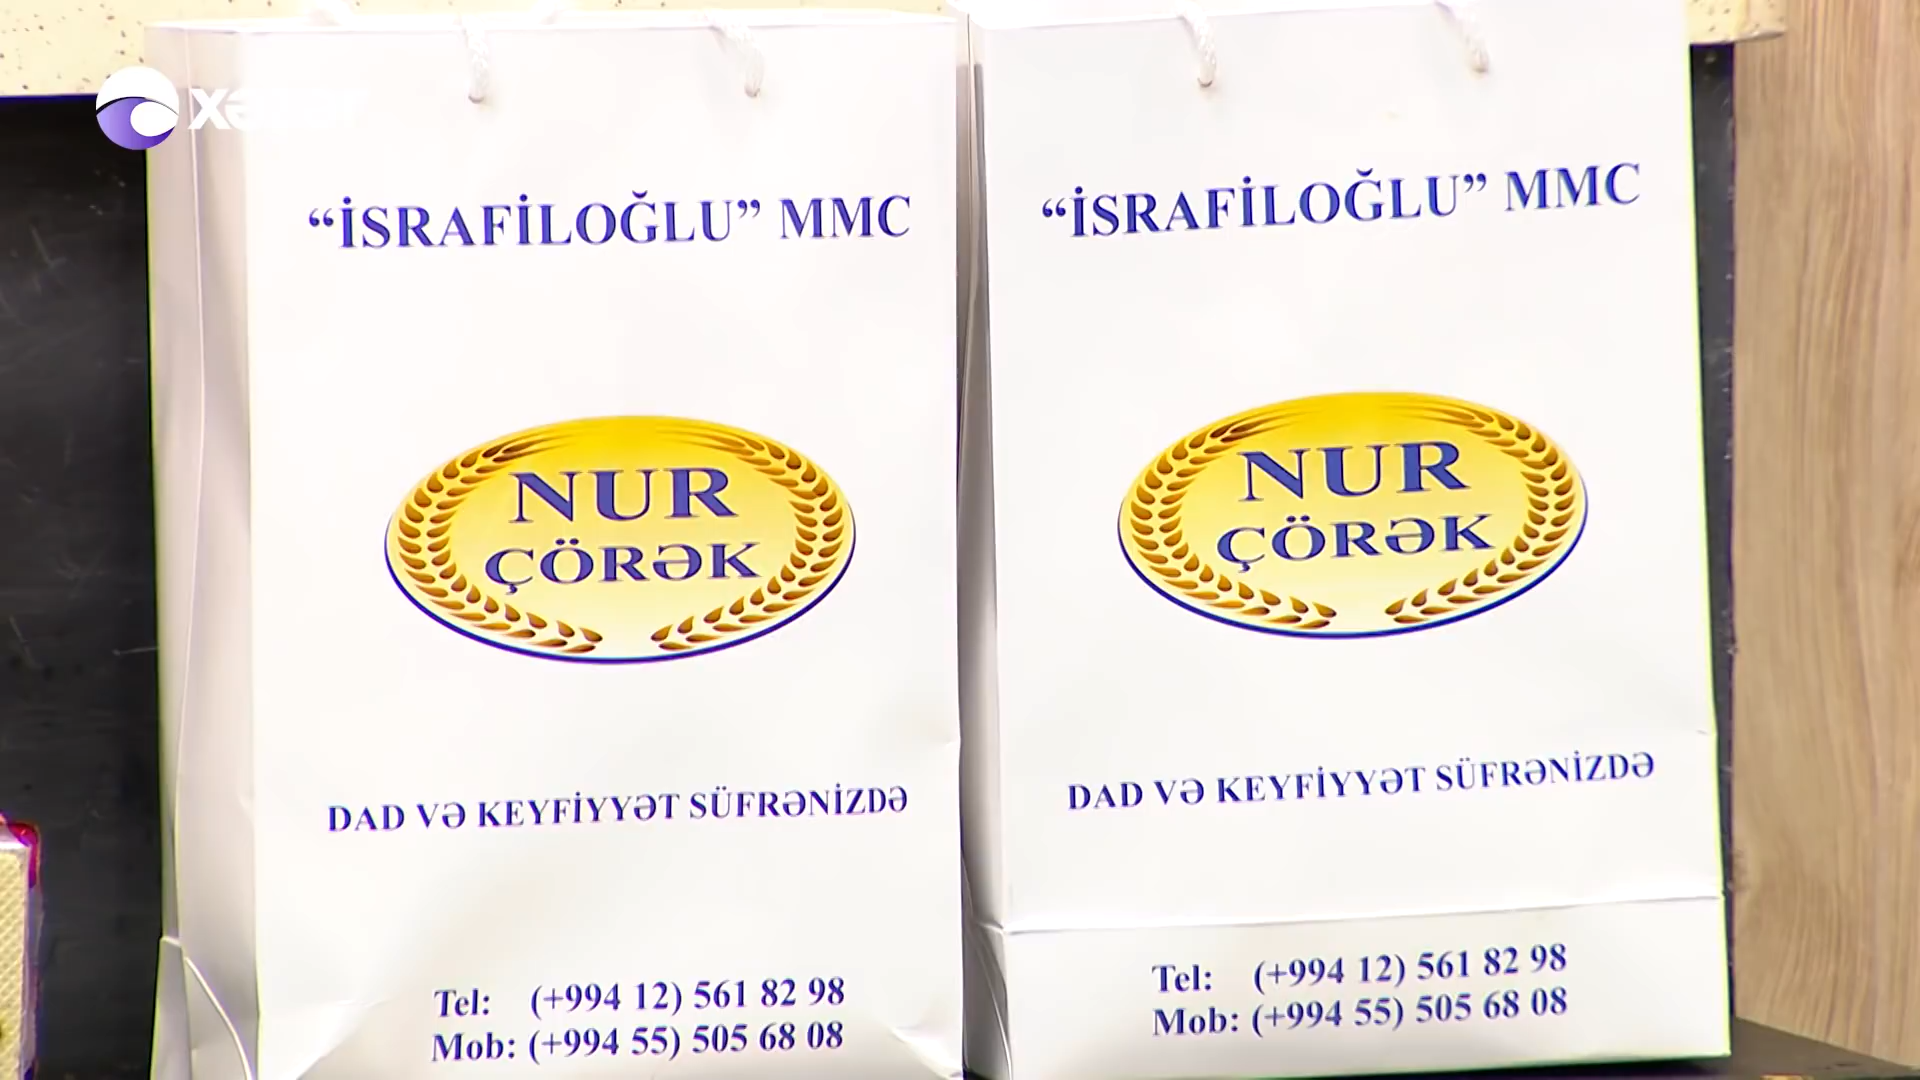 “İSRAFİLOĞLU” MMC
NUR
ÇÖRƏK
DAD VƏ KEYFİYYƏT SÜFRƏNİZDƏ
Tel: (+994 12) 561 82 98
Mob: (+994 55) 505 68 08
“İSRAFİLOĞLU” MMC
NUR
ÇÖRƏK
DAD VƏ KEYFİYYƏT SÜFRƏNİZDƏ
Tel: (+994 12) 561 82 98
Mob: (+994 55) 505 68 08